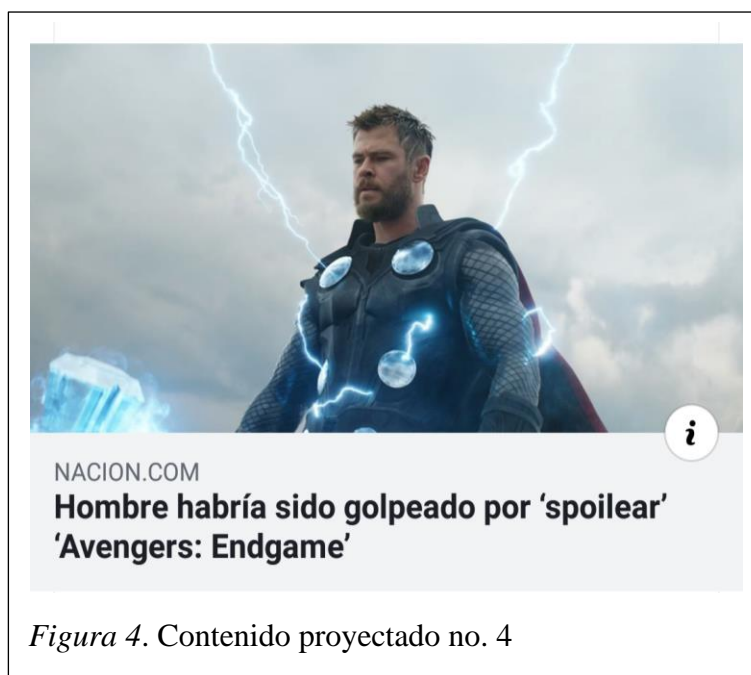 i
NACION.COM
Hombre habría sido golpeado por ‘spoilear’
‘Avengers: Endgame’
Figura 4. Contenido proyectado no. 4